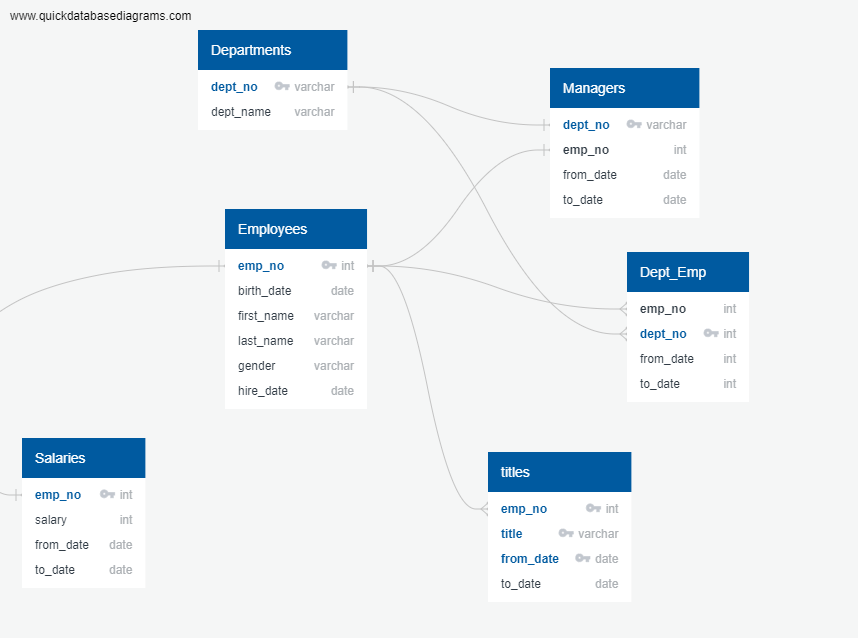 www.quickdatabasediagrams.com
Departments
dept_no varchar
dept_name varchar
Managers
dept_no varchar
emp_no int
from_date date
to_date date
Employees
emp_no int
birth_date date
first_name varchar
last_name varchar
gender varchar
hire_date date
Dept_Emp
emp_no int
dept_no int
from_date int
to_date int
Salaries
emp_no int
salary int
from_date date
to_date date
titles
emp_no int
title varchar
from_date date
to_date date